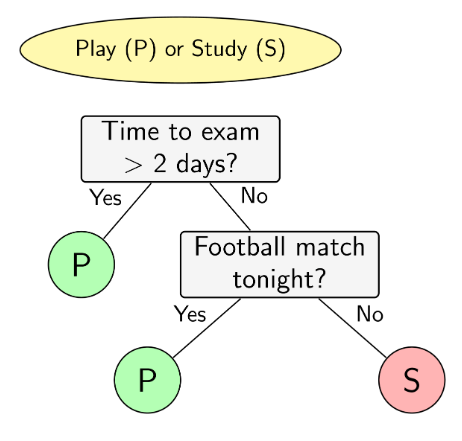 Play (P) or Study (S)
Time to exam
> 2 days?
Yes
No
P
Football match
tonight?
Yes
No
P
S